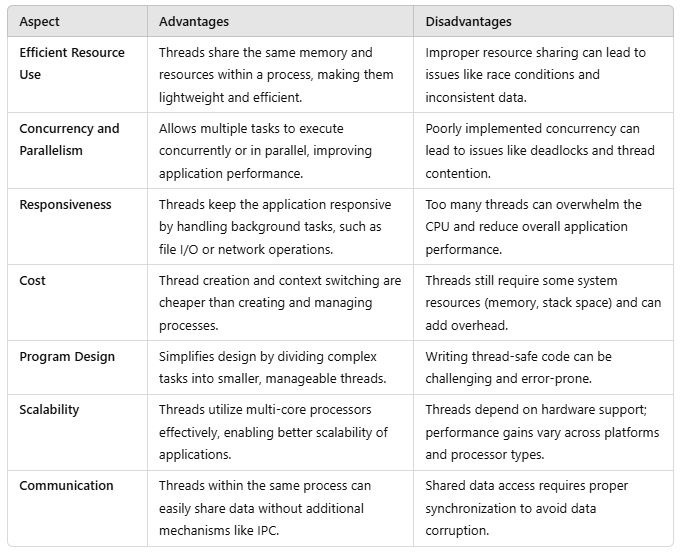 Aspect Advantages Disadvantages
Efficient Resource Threads share the same memory and Improper resource sharing can lead to
Use resources within a process, making them issues like race conditions and
lightweight and efficient. inconsistent data.
Concurrency and Allows multiple tasks to execute Poorly implemented concurrency can
Parallelism concurrently or in parallel, improving lead to issues like deadlocks and thread
application performance. contention.
Responsiveness Threads keep the application responsive Too many threads can overwhelm the
by handling background tasks, such as CPU and reduce overall application
file I/O or network operations. performance.
Cost Thread creation and context switching are Threads still require some system
cheaper than creating and managing resources (memory, stack space) and can
processes. add overhead.
Program Design Simplifies design by dividing complex Writing thread-safe code can be
tasks into smaller, manageable threads. challenging and error-prone.
Scalability Threads utilize multi-core processors Threads depend on hardware support;
effectively, enabling better scalability of performance gains vary across platforms
applications. and processor types.
Communication Threads within the same process can Shared data access requires proper
easily share data without additional synchronization to avoid data
mechanisms like IPC. corruption.